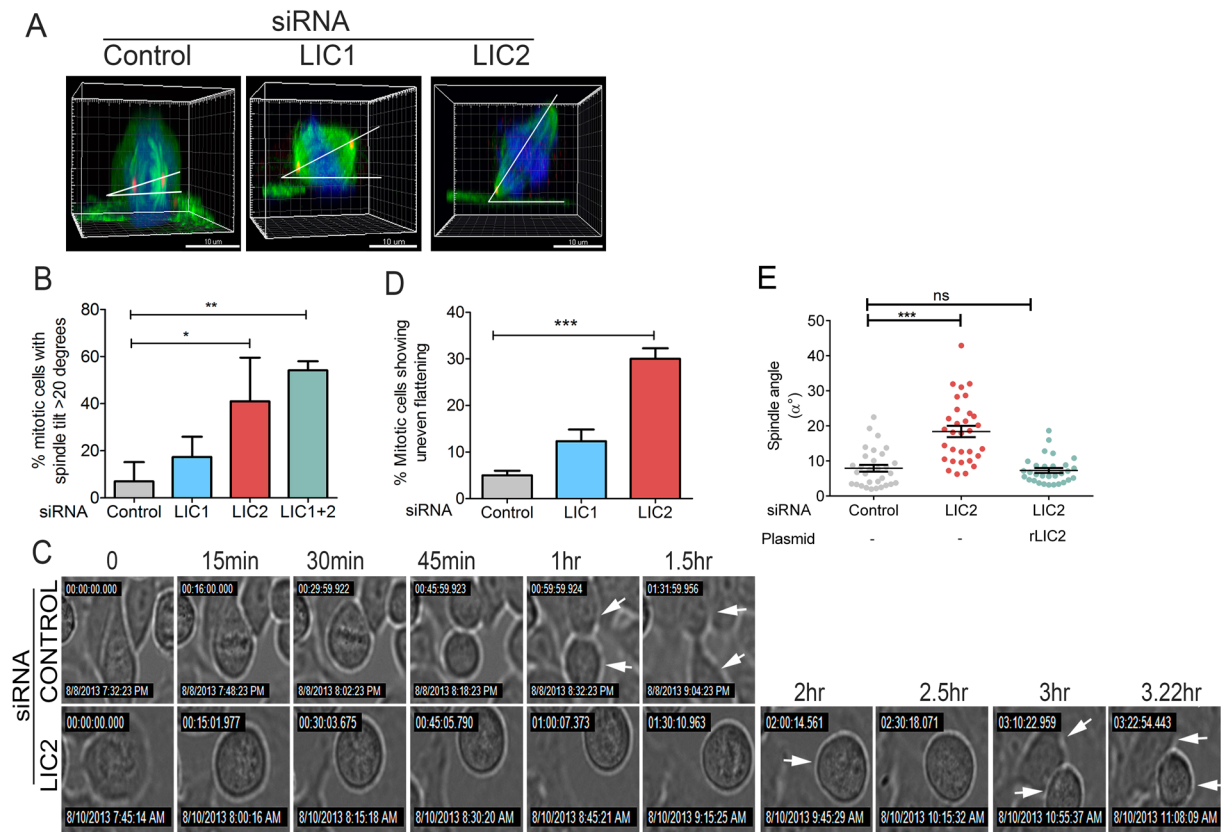 A
siRNA
Control LIC1 LIC2
10 um 10 um 10 um
B
% mitotic cells with
spindle tilt >20 degrees
80
60
40
20
0
**
*
siRNA Control LIC1 LIC2 LIC1+2
D
% Mitotic cells showing
uneven flattening
40
30
20
10
0
***
siRNA Control LIC1 LIC2
E
Spindle angle
(α°)
50
40
30
20
10
0
ns
***
siRNA Control LIC2 LIC2
Plasmid - - rLIC2
C
0 15min 30min 45min 1hr 1.5hr
siRNA
CONTROL
00:00:00.000 00:16:00.000 00:29:59.922 00:45:59.923 00:59:59.924 01:31:59.956
8/8/2013 7:32:23 PM 8/8/2013 7:48:23 PM 8/8/2013 8:02:23 PM 8/8/2013 8:18:23 PM 8/8/2013 8:32:23 PM 8/8/2013 9:04:23 PM
2hr 2.5hr 3hr 3.22hr
LIC2
00:00:00.000 00:15:01.977 00:30:03.675 00:45:05.790 01:00:07.373 01:30:10.963 02:00:14.561 02:30:18.071 03:10:22.959 03:22:54.443
8/10/2013 7:45:14 AM 8/10/2013 8:00:16 AM 8/10/2013 8:15:18 AM 8/10/2013 8:30:20 AM 8/10/2013 8:45:21 AM 8/10/2013 9:15:25 AM 8/10/2013 9:45:29 AM 8/10/2013 10:15:32 AM 8/10/2013 10:55:37 AM 8/10/2013 11:08:09 AM